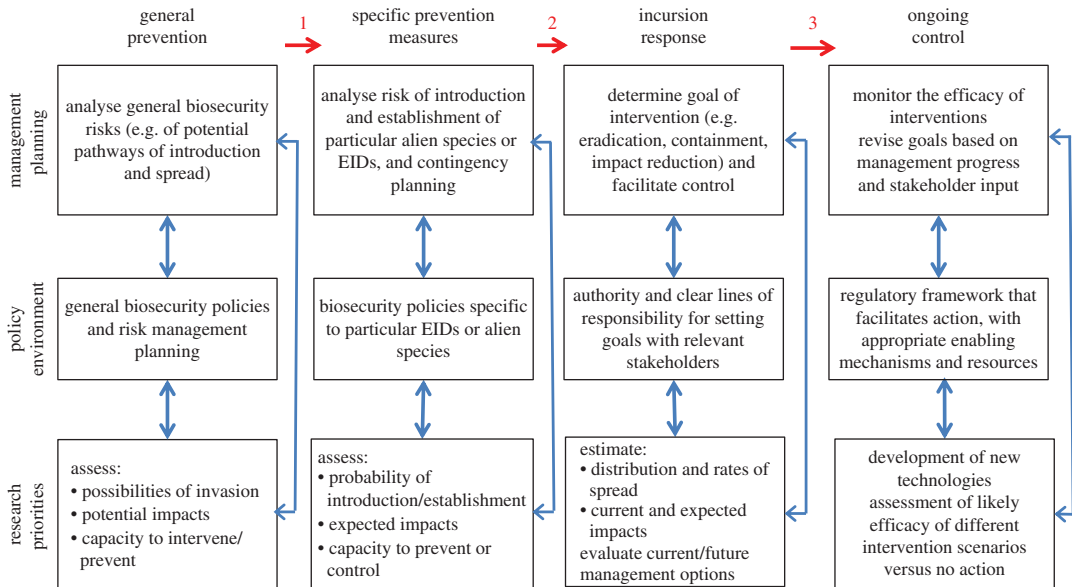 general
prevention
1
specific prevention
measures
2
incursion
response
3
ongoing
control
management
planning
analyse general biosecurity
risks (e.g. of potential
pathways of introduction
and spread)
analyse risk of introduction
and establishment of
particular alien species or
EIDs, and contingency
planning
determine goal of
intervention (e.g.
eradication, containment,
impact reduction) and
facilitate control
monitor the efficacy of
interventions
revise goals based on
management progress
and stakeholder input
policy
environment
general biosecurity policies
and risk management
planning
biosecurity policies specific
to particular EIDs or alien
species
authority and clear lines of
responsibility for setting
goals with relevant
stakeholders
regulatory framework that
facilitates action, with
appropriate enabling
mechanisms and resources
research
priorities
assess:
• possibilities of invasion
• potential impacts
• capacity to intervene/
prevent
assess:
• probability of
introduction/establishment
• expected impacts
• capacity to prevent or
control
estimate:
• distribution and rates of
spread
• current and expected
impacts
evaluate current/future
management options
development of new
technologies
assessment of likely
efficacy of different
intervention scenarios
versus no action